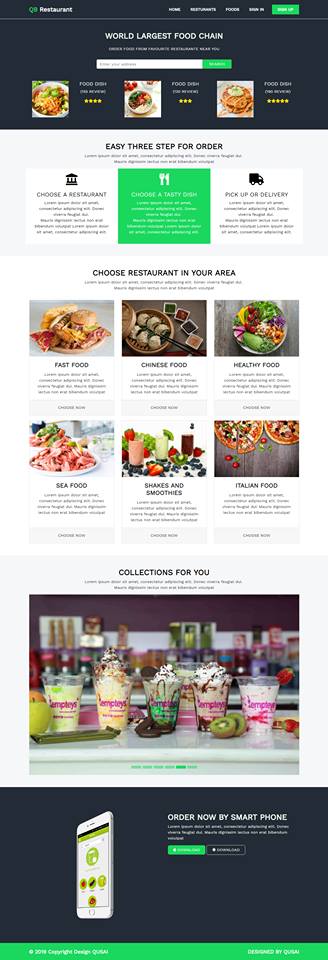 QB Restaurant
HOME RESTURANTS FOODS SIGN IN SIGN UP
WORLD LARGEST FOOD CHAIN
ORDER FOOD FROM FAVOURITE RESTAURANTE NEAR YOU
Enter your address SEARCH
FOOD DISH
(155 REVIEW)
FOOD DISH
(120 REVIEW)
FOOD DISH
(190 REVIEW)
EASY THREE STEP FOR ORDER
Lorem ipsum dolor sit amet, consectetur adipiscing elit. Donec viverra feugiat dui.
Mauris dignissim lectus non erat bibendum volutpat
CHOOSE A RESTAURANT
Lorem ipsum dolor sit amet,
consectetur adipiscing elit. Donec
viverra feugiat dui.
Mauris dignissim lectus non erat
bibendum volutpat Lorem ipsum dolor
sit amet, consectetur adipiscing elit.
CHOOSE A TASTY DISH
Lorem ipsum dolor sit amet,
consectetur adipiscing elit. Donec
viverra feugiat dui.
Mauris dignissim lectus non erat
bibendum volutpat Lorem ipsum dolor
sit amet, consectetur adipiscing elit.
PICK UP OR DELIVERY
Lorem ipsum dolor sit amet,
consectetur adipiscing elit. Donec
viverra feugiat dui.
Mauris dignissim lectus non erat
bibendum volutpat Lorem ipsum dolor
sit amet, consectetur adipiscing elit.
CHOOSE RESTAURANT IN YOUR AREA
Lorem ipsum dolor sit amet, consectetur adipiscing elit. Donec viverra feugiat dui.
Mauris dignissim lectus non erat bibendum volutpat
FAST FOOD
Lorem ipsum dolor sit amet,
consectetur adipiscing elit. Donec
viverra feugiat dui. Mauris dignissim
lectus non erat bibendum volutpat
CHOOSE NOW
CHINESE FOOD
Lorem ipsum dolor sit amet,
consectetur adipiscing elit. Donec
viverra feugiat dui. Mauris dignissim
lectus non erat bibendum volutpat
CHOOSE NOW
HEALTHY FOOD
Lorem ipsum dolor sit amet,
consectetur adipiscing elit. Donec
viverra feugiat dui. Mauris dignissim
lectus non erat bibendum volutpat
CHOOSE NOW
SEA FOOD
Lorem ipsum dolor sit amet,
consectetur adipiscing elit. Donec
viverra feugiat dui. Mauris dignissim
lectus non erat bibendum volutpat
CHOOSE NOW
SHAKES AND
SMOOTHIES
Lorem ipsum dolor sit amet,
consectetur adipiscing elit. Donec
viverra feugiat dui. Mauris dignissim
lectus non erat bibendum volutpat
CHOOSE NOW
ITALIAN FOOD
Lorem ipsum dolor sit amet,
consectetur adipiscing elit. Donec
viverra feugiat dui. Mauris dignissim
lectus non erat bibendum volutpat
CHOOSE NOW
COLLECTIONS FOR YOU
Lorem ipsum dolor sit amet, consectetur adipiscing elit. Donec viverra feugiat dui.
Mauris dignissim lectus non erat bibendum volutpat
ORDER NOW BY SMART PHONE
Lorem ipsum dolor sit amet, consectetur adipiscing elit. Donec
viverra feugiat dui. Mauris dignissim
lectus non erat bibendum volutpat
DOWNLOAD DOWNLOAD
© 2019 Copyright Design QUSAI DESIGNED BY QUSAI